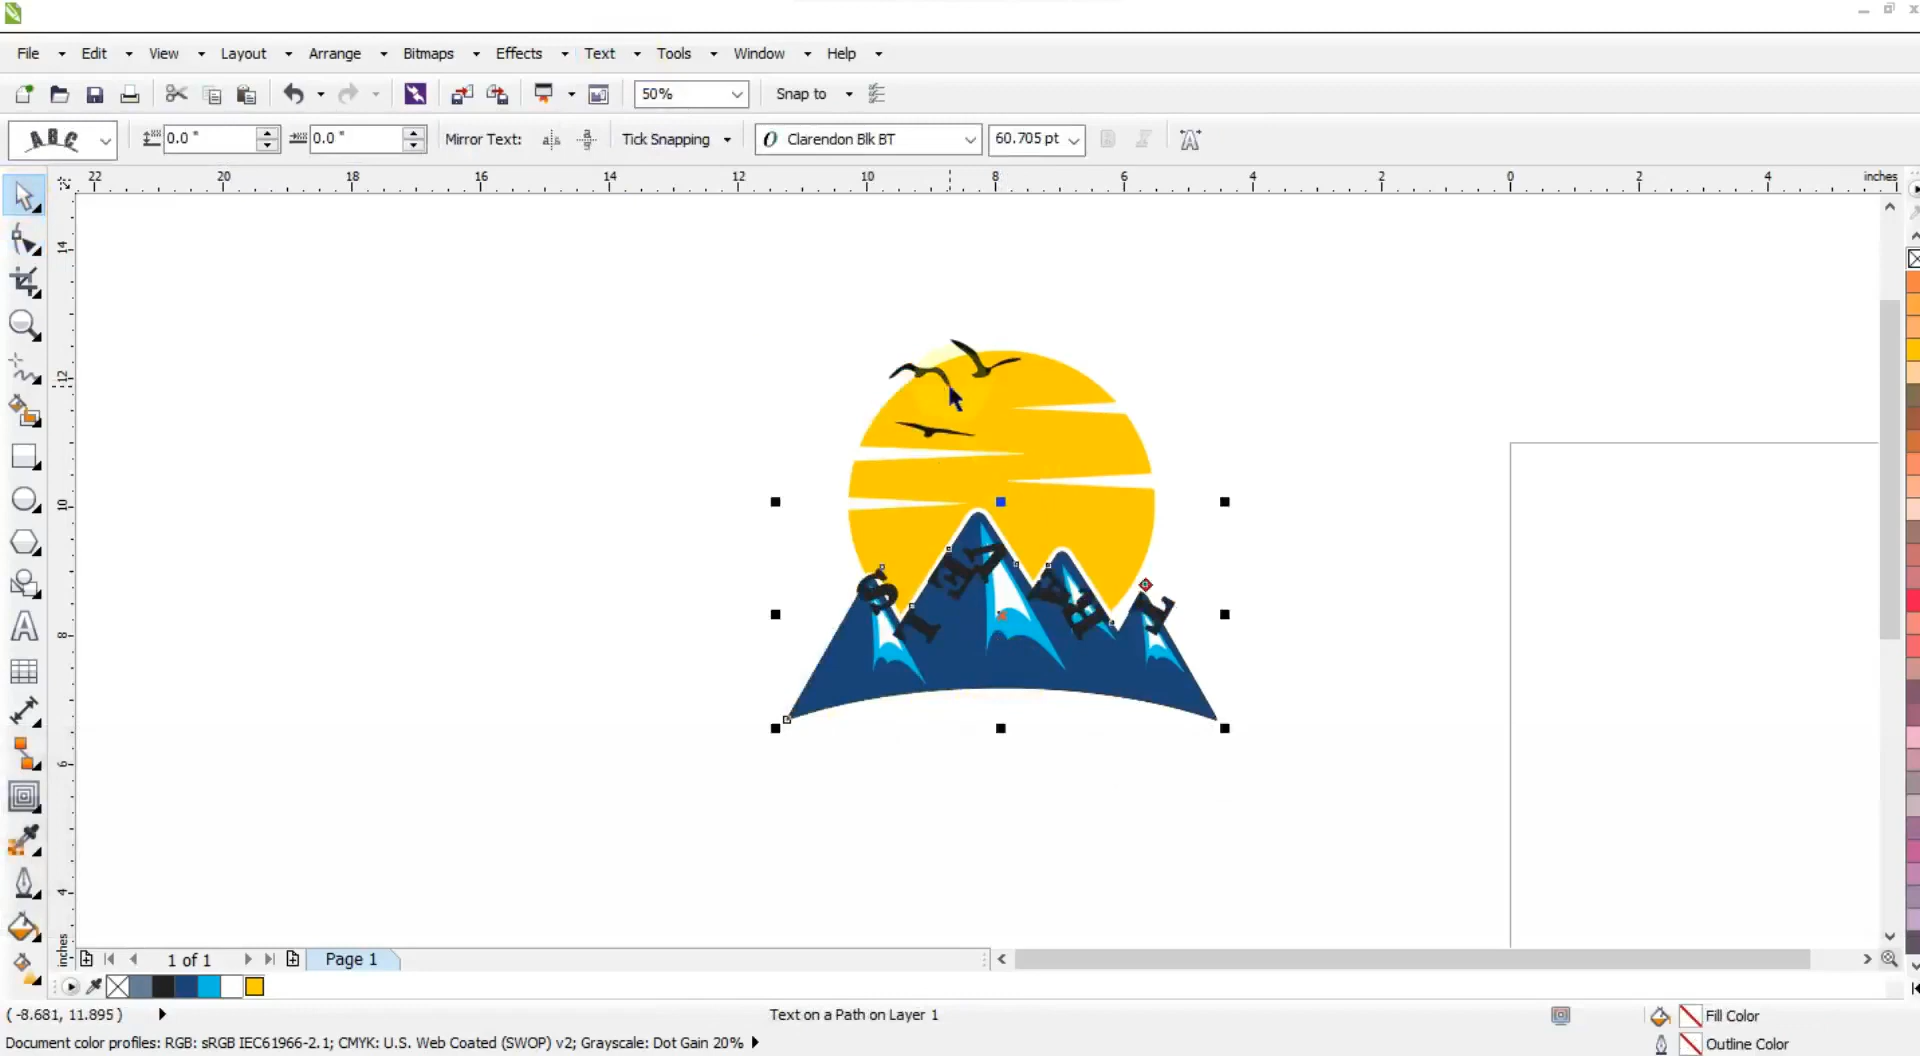 File Edit View Layout Arrange Bitmaps Effects Text Tools Window Help
50% Snap to
ABC 0.0 " 0.0 " Mirror Text: Tick Snapping O Clarendon Blk BT 60.705 pt
22 20 18 16 14 12 10 8 6 4 2 0 2 4 inches
14
12
10
8
6
4
inches
1 of 1 Page 1
( -8.681, 11.895 ) Text on a Path on Layer 1 Fill Color
Document color profiles: RGB: sRGB IEC61966-2.1; CMYK: U.S. Web Coated (SWOP) v2; Grayscale: Dot Gain 20% Outline Color